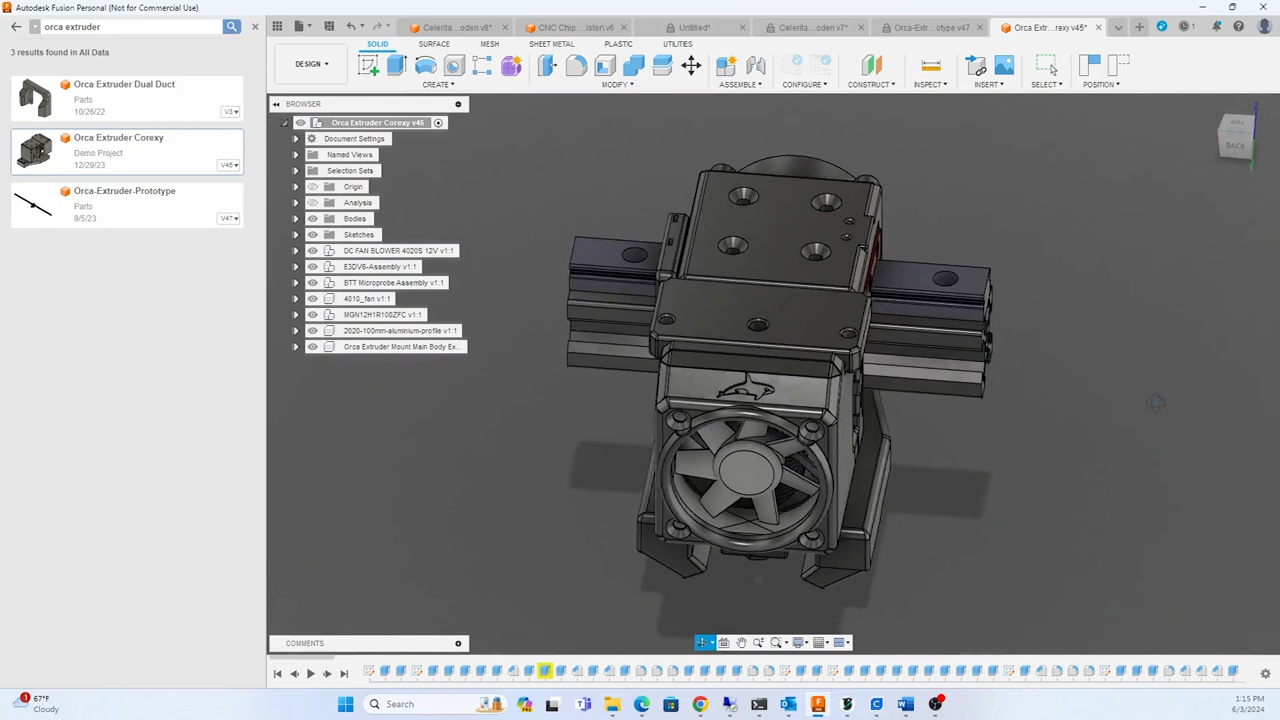 Autodesk Fusion Personal (Not for Commercial Use)
orca extruder
Celerita...oden v8*
CNC Chip ...isteri v6
Untitled*
Celerita...oden v7*
Orca-Extr...otype v47
Orca Extr...rexy v45*
1
3 results found in All Data
SOLID
SURFACE
MESH
SHEET METAL
PLASTIC
UTILITIES
DESIGN
CREATE
MODIFY
ASSEMBLE
CONFIGURE
CONSTRUCT
INSPECT
INSERT
SELECT
POSITION
Orca Extruder Dual Duct
Parts
10/26/22
V3
Orca Extruder Corexy
Demo Project
12/29/23
V45
Orca-Extruder-Prototype
Parts
9/5/23
V47
BROWSER
Orca Extruder Corexy v45
Document Settings
Named Views
Selection Sets
Origin
Analysis
Bodies
Sketches
DC FAN BLOWER 4020S 12V v1:1
E3DV6-Assembly v1:1
BTT Microprobe Assembly v1:1
4010_fan v1:1
MGN12H1R100ZFC v1:1
2020-100mm-aluminium-profile v1:1
Orca Extruder Mount Main Body Ex...
TOP
BACK
Z
COMMENTS
1
67°F
Cloudy
Search
1:15 PM
6/3/2024